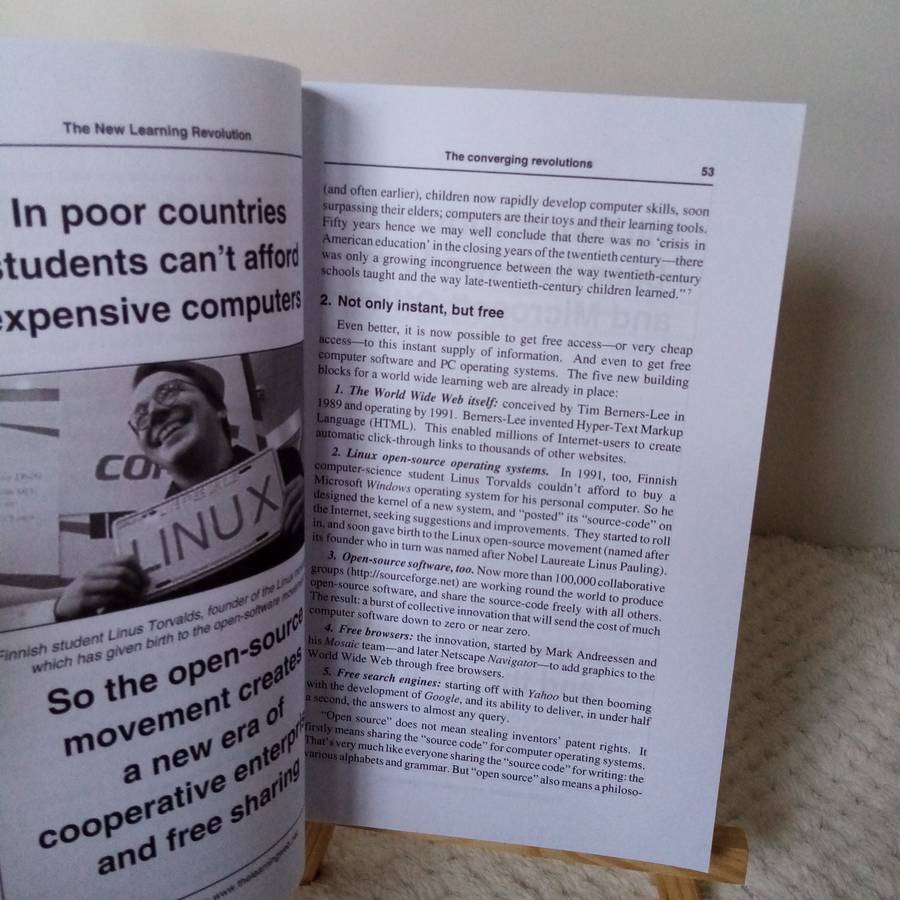 The New Learning Revolution
In poor countries
students can't afford
expensive computers
COM
LINUX
Finnish student Linus Torvalds, founder of the Linux
which has given birth to the open-software movement
So the open-source
movement creates
a new era of
cooperative enterpri
and free sharing
www.thelearningweb
The converging revolutions 53
(and often earlier), children now rapidly develop computer skills, soon
surpassing their elders; computers are their toys and their learning tools.
Fifty years hence we may well conclude that there was no 'crisis in
American education' in the closing years of the twentieth century—there
was only a growing incongruence between the way twentieth-century
schools taught and the way late-twentieth-century children learned." 7
2. Not only instant, but free
Even better, it is now possible to get free access—or very cheap
access—to this instant supply of information. And even to get free
computer software and PC operating systems. The five new building
blocks for a world wide learning web are already in place:
1. The World Wide Web itself: conceived by Tim Berners-Lee in
1989 and operating by 1991. Berners-Lee invented Hyper-Text Markup
Language (HTML). This enabled millions of Internet-users to create
automatic click-through links to thousands of other websites.
2. Linux open-source operating systems. In 1991, too, Finnish
computer-science student Linus Torvalds couldn't afford to buy a
Microsoft Windows operating system for his personal computer. So he
designed the kernel of a new system, and "posted" its "source-code" on
the Internet, seeking suggestions and improvements. They started to roll
in, and soon gave birth to the Linux open-source movement (named after
its founder who in turn was named after Nobel Laureate Linus Pauling).
3. Open-source software, too. Now more than 100,000 collaborative
groups (http://sourceforge.net) are working round the world to produce
open-source software, and share the source-code freely with all others.
The result: a burst of collective innovation that will send the cost of much
computer software down to zero or near zero.
4. Free browsers: the innovation, started by Mark Andreessen and
his Mosaic team—and later Netscape Navigator—to add graphics to the
World Wide Web through free browsers.
5. Free search engines: starting off with Yahoo but then booming
with the development of Google, and its ability to deliver, in under half
a second, the answers to almost any query.
"Open source" does not mean stealing inventors' patent rights. It
firstly means sharing the "source code" for computer operating systems.
That's very much like everyone sharing the "source code" for writing: the
various alphabets and grammar. But "open source" also means a philoso-